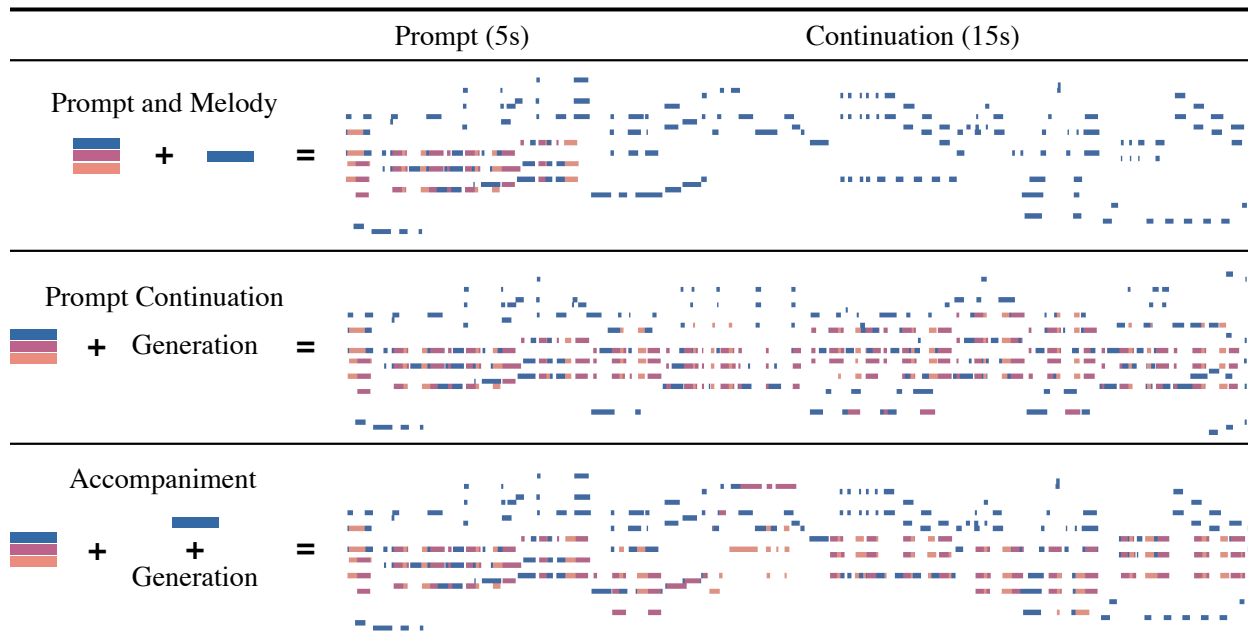 Prompt (5s) Continuation (15s)
Prompt and Melody
+ =
Prompt Continuation
+ Generation =
Accompaniment
+ + =
Generation